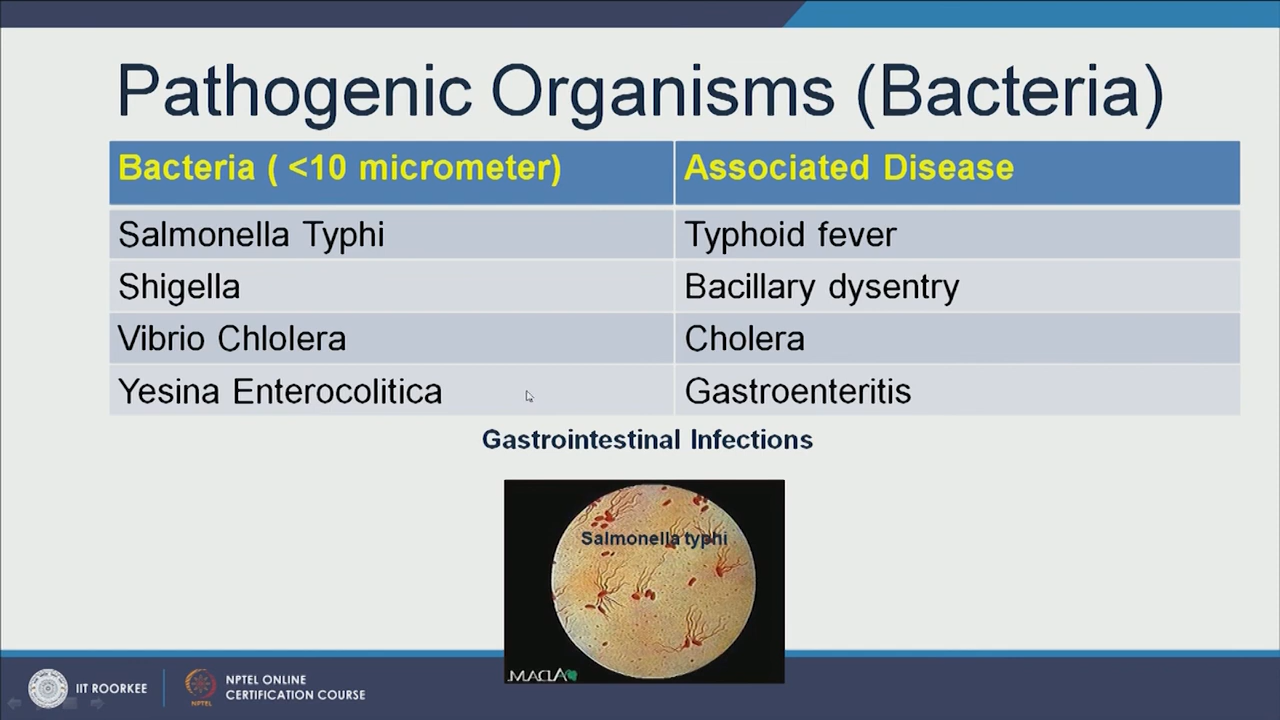 Pathogenic Organisms (Bacteria)
Bacteria ( <10 micrometer) Associated Disease
Salmonella Typhi Typhoid fever
Shigella Bacillary dysentry
Vibrio Chlolera Cholera
Yesina Enterocolitica Gastroenteritis
Gastrointestinal Infections
Salmonella typhi
IIT ROORKEE
NPTEL
NPTEL ONLINE
CERTIFICATION COURSE